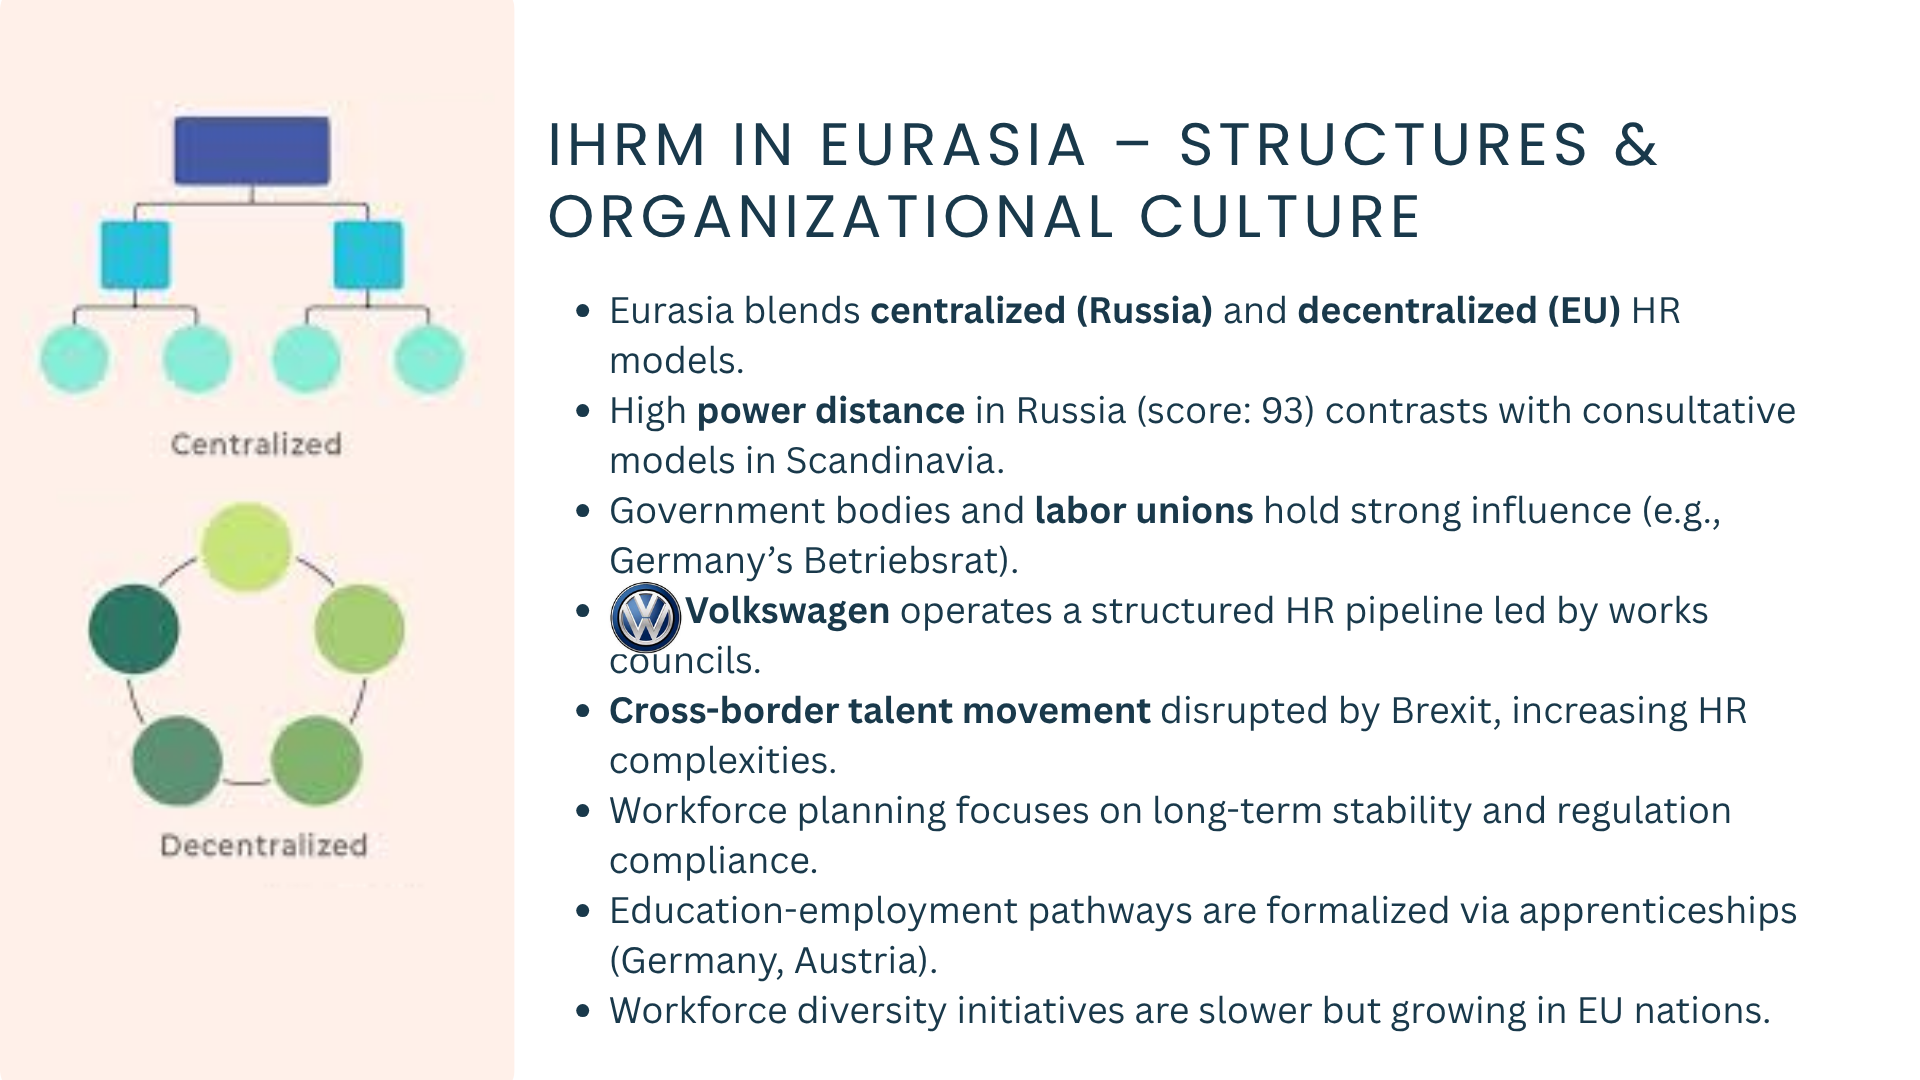 IHRM IN EURASIA – STRUCTURES &
ORGANIZATIONAL CULTURE
Centralized
Decentralized
• Eurasia blends centralized (Russia) and decentralized (EU) HR
models.
• High power distance in Russia (score: 93) contrasts with consultative
models in Scandinavia.
• Government bodies and labor unions hold strong influence (e.g.,
Germany’s Betriebsrat).
• Volkswagen operates a structured HR pipeline led by works
councils.
• Cross-border talent movement disrupted by Brexit, increasing HR
complexities.
• Workforce planning focuses on long-term stability and regulation
compliance.
• Education-employment pathways are formalized via apprenticeships
(Germany, Austria).
• Workforce diversity initiatives are slower but growing in EU nations.